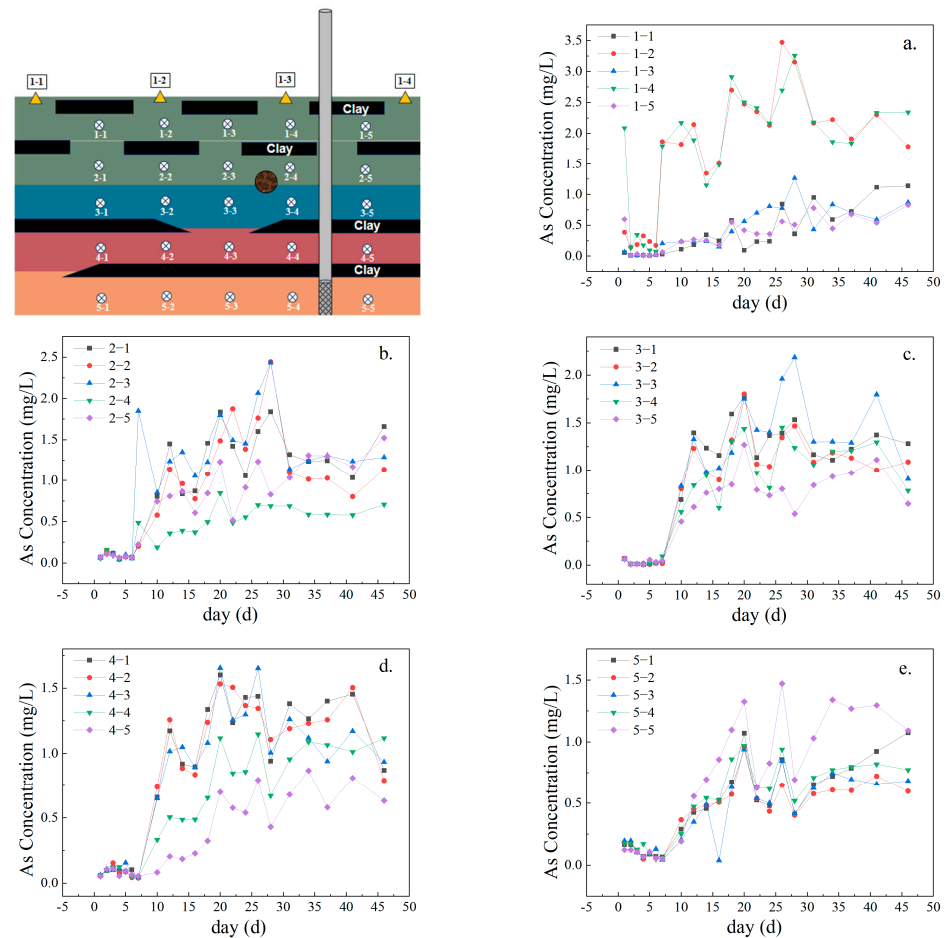 1-1 1-2 1-3 1-4
Clay
1-1 1-2 1-3 1-4 1-5
Clay
2-1 2-2 2-3 2-4 2-5
3-1 3-2 3-3 3-4 3-5
Clay
4-1 4-2 4-3 4-4 4-5
Clay
5-1 5-2 5-3 5-4 5-5
a.
1−1
1−2
1−3
1−4
1−5
3.5
3.0
2.5
2.0
1.5
1.0
0.5
0.0
As Concentration (mg/L)
-5 0 5 10 15 20 25 30 35 40 45 50
day (d)
b.
2−1
2−2
2−3
2−4
2−5
2.5
2.0
1.5
1.0
0.5
0.0
As Concentration (mg/L)
-5 0 5 10 15 20 25 30 35 40 45 50
day (d)
c.
3−1
3−2
3−3
3−4
3−5
2.0
1.5
1.0
0.5
0.0
As Concentration (mg/L)
-5 0 5 10 15 20 25 30 35 40 45 50
day (d)
d.
4−1
4−2
4−3
4−4
4−5
1.5
1.0
0.5
0.0
As Concentration (mg/L)
-5 0 5 10 15 20 25 30 35 40 45 50
day (d)
e.
5−1
5−2
5−3
5−4
5−5
1.5
1.0
0.5
0.0
As Concentration (mg/L)
-5 0 5 10 15 20 25 30 35 40 45 50
day (d)